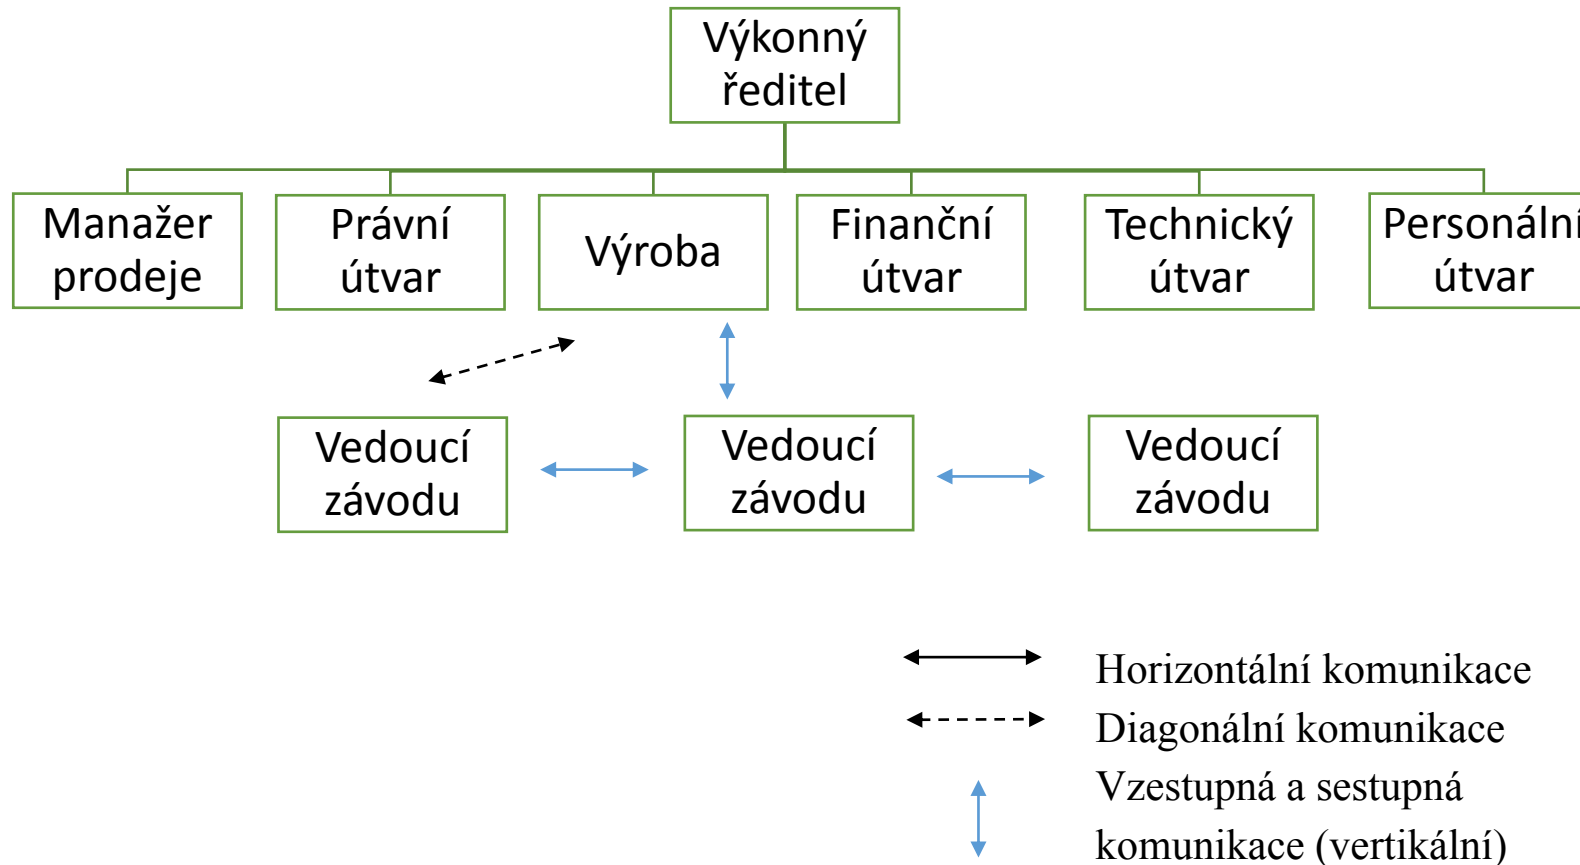 Výkonný
ředitel
Manažer
prodeje
Právní
útvar
Výroba
Finanční
útvar
Technický
útvar
Personální
útvar
Vedoucí
závodu
Vedoucí
závodu
Vedoucí
závodu
Horizontální komunikace
Diagonální komunikace
Vzestupná a sestupná
komunikace (vertikální)